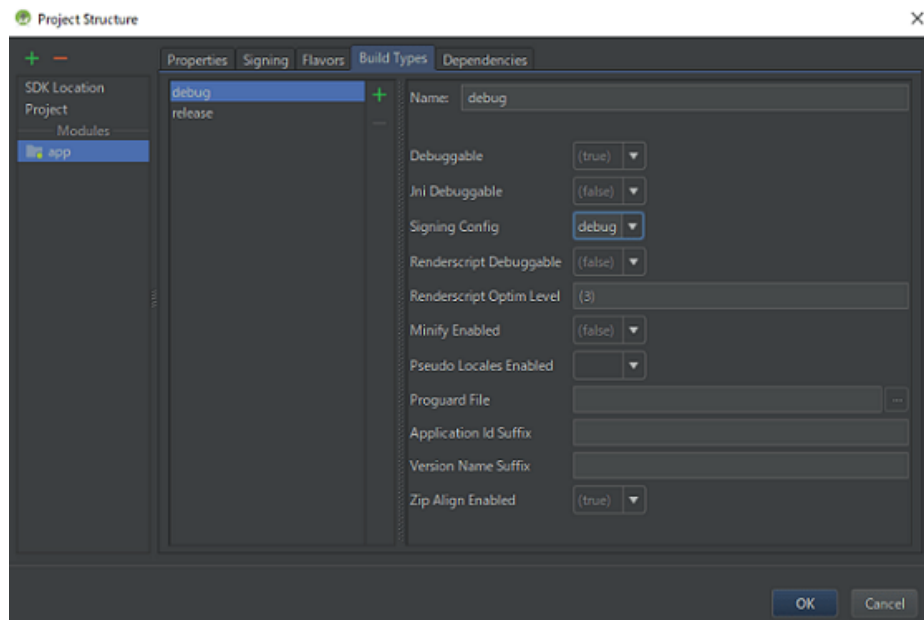 Project Structure
Properties Signing Flavors Build Types Dependencies
SDK Location
Project
Modules
app
debug
release
Name: debug
Debuggable (true)
Jni Debuggable (false)
Signing Config debug
Renderscript Debuggable (false)
Renderscript Optim Level (3)
Minify Enabled (false)
Pseudo Locales Enabled
Proguard File ...
Application Id Suffix
Version Name Suffix
Zip Align Enabled (true)
OK Cancel